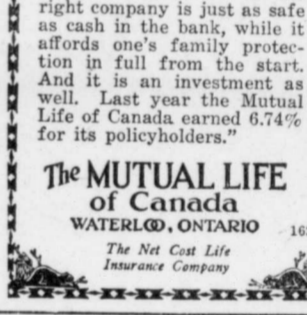 right company is just as safe
as cash in the bank, while it
affords one's family protec-
tion in full from the start.
And it is an investment as
well. Last year the Mutual
Life of Canada earned 6.74%
for its policyholders."
The MUTUAL LIFE
of Canada
WATERLOO, ONTARIO
The Net Cost Life
Insurance Company